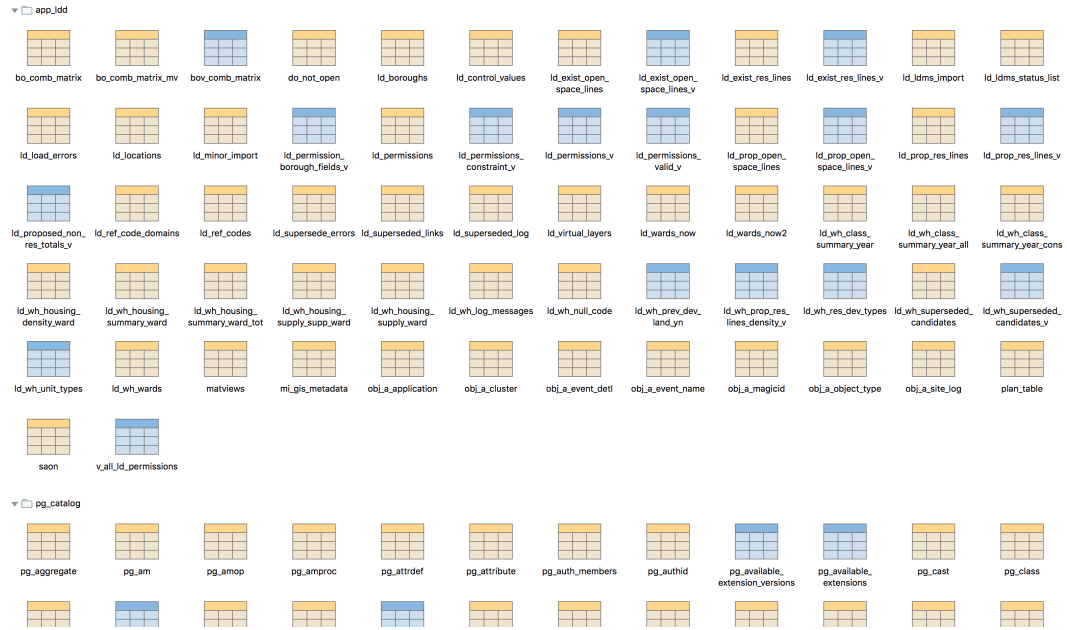 app_ldd
bo_comb_matrix bo_comb_matrix_mv bov_comb_matrix do_not_open ld_boroughs ld_control_values ld_exist_open_ ld_exist_open_ ld_exist_res_lines ld_exist_res_lines_v ld_ldms_import ld_ldms_status_list
space_lines space_lines_v
ld_load_errors ld_locations ld_minor_import ld_permission_ ld_permissions ld_permissions_ ld_permissions_v ld_permissions_ ld_prop_open_ ld_prop_open_ ld_prop_res_lines ld_prop_res_lines_v
borough_fields_v constraint_v valid_v space_lines space_lines_v
ld_proposed_non_ ld_ref_code_domains ld_ref_codes ld_supersede_errors ld_superseded_links ld_superseded_log ld_virtual_layers ld_wards_now ld_wards_now2 ld_wh_class_ ld_wh_class_ ld_wh_class_
res_totals_v summary_year summary_year_all summary_year_cons
ld_wh_housing_ ld_wh_housing_ ld_wh_housing_ ld_wh_housing_ ld_wh_housing_ ld_wh_log_messages ld_wh_null_code ld_wh_prev_dev_ ld_wh_prop_res_ ld_wh_res_dev_types ld_wh_superseded_ ld_wh_superseded_
density_ward summary_ward summary_ward_tot supply_supp_ward supply_ward land_yn lines_density_v candidates candidates_v
ld_wh_unit_types ld_wh_wards matviews mi_gis_metadata obj_a_application obj_a_cluster obj_a_event_detl obj_a_event_name obj_a_magicid obj_a_object_type obj_a_site_log plan_table
saon v_all_ld_permissions
pg_catalog
pg_aggregate pg_am pg_amop pg_amproc pg_attrdef pg_attribute pg_auth_members pg_authid pg_available_ pg_available_ pg_cast pg_class
extension_versions extensions